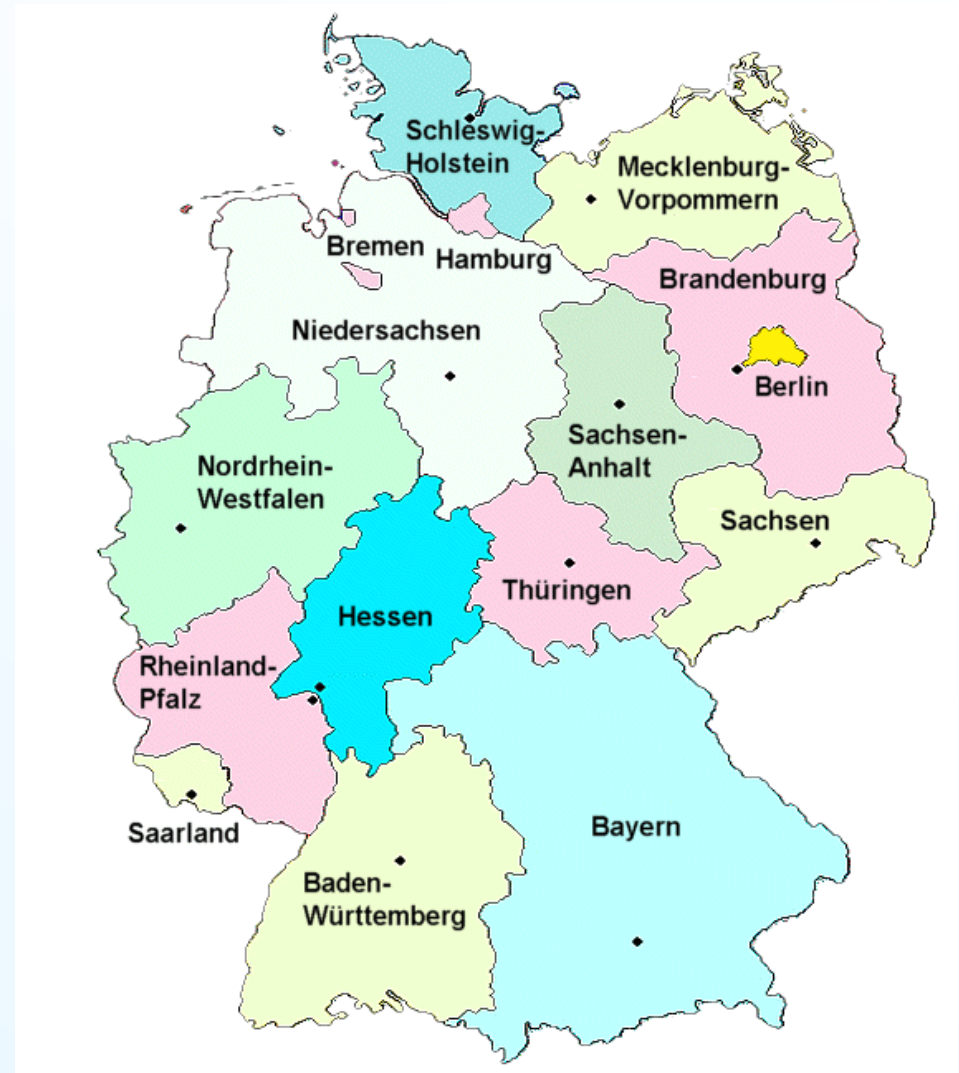 Schleswig-
Holstein
Mecklenburg-
Vorpommern
Bremen
Hamburg
Brandenburg
Niedersachsen
Berlin
Sachsen-
Anhalt
Nordrhein-
Westfalen
Sachsen
Thüringen
Hessen
Rheinland-
Pfalz
Saarland
Bayern
Baden-
Württemberg